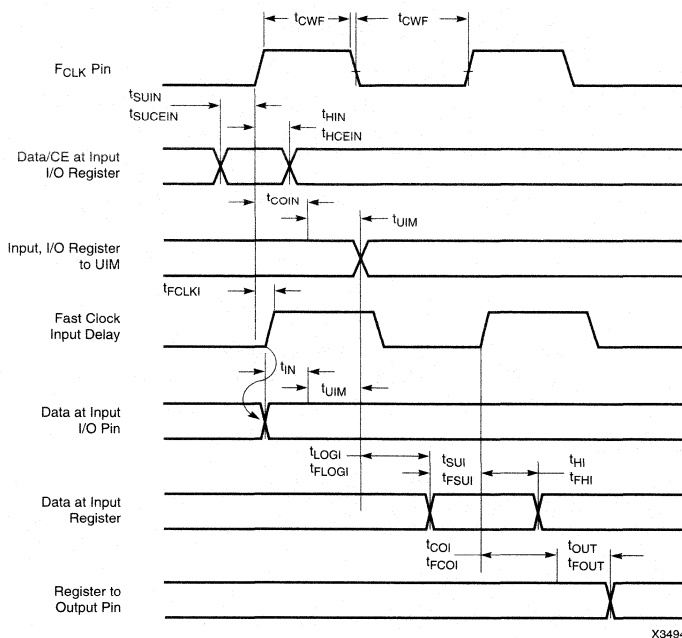 tCWF tCWF
FCLK Pin
tSUIN
tSUCEIN
tHIN
tHCEIN
Data/CE at Input
I/O Register
tCOIN
tUIM
Input, I/O Register
to UIM
tFCLKI
Fast Clock
Input Delay
tIN
tUIM
Data at Input
I/O Pin
tLOGI
tFLOGI
tSUI
tFSUI
tHI
tFHI
Data at Input
Register
tCOI
tFCOI
tOUT
tFOUT
Register to
Output Pin